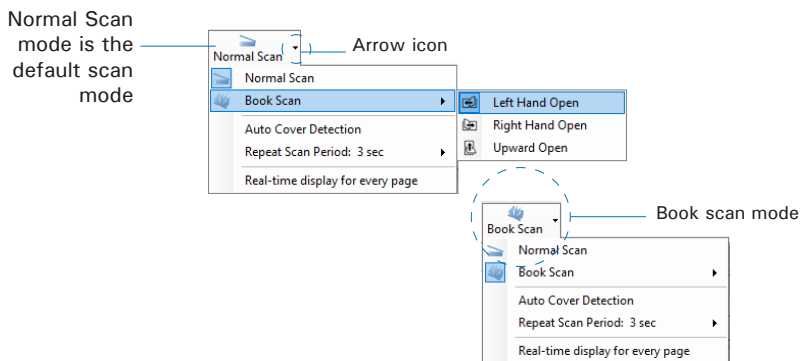 Normal Scan
mode is the
default scan
mode
Normal Scan
Arrow icon
Normal Scan
Book Scan
Auto Cover Detection
Repeat Scan Period: 3 sec
Real-time display for every page
Left Hand Open
Right Hand Open
Upward Open
Book Scan
Book scan mode
Normal Scan
Book Scan
Auto Cover Detection
Repeat Scan Period: 3 sec
Real-time display for every page